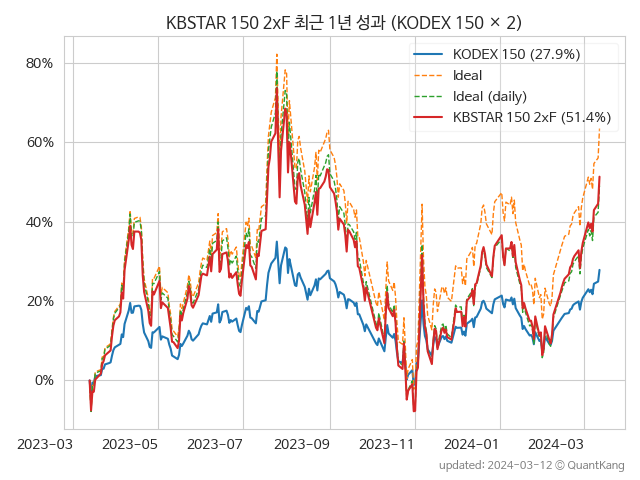 KBSTAR 150 2xF 최근 1년 성과 (KODEX 150 × 2)
KODEX 150 (27.9%)
Ideal
Ideal (daily)
KBSTAR 150 2xF (51.4%)
80%
60%
40%
20%
0%
2023-03
2023-05
2023-07
2023-09
2023-11
2024-01
2024-03
updated: 2024-03-12 © QuantKang